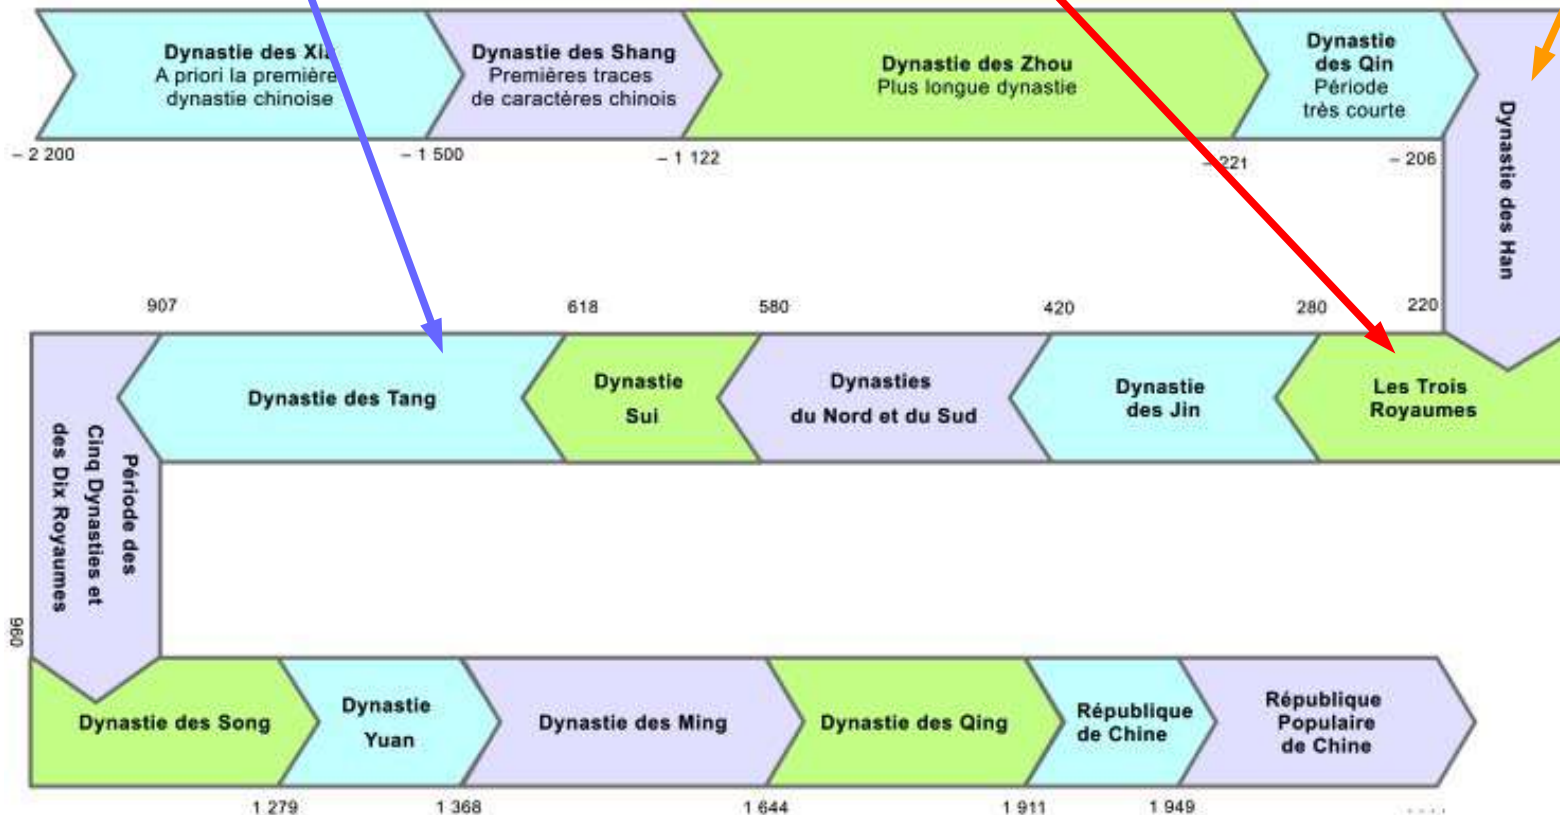 Dynastie des Xia
A priori la première
dynastie chinoise
Dynastie des Shang
Premières traces
de caractères chinois
Dynastie des Zhou
Plus longue dynastie
Dynastie
des Qin
Période
très courte
Dynastie des Han
– 2 200
– 1 500
– 1 122
– 221
– 206
907
618
580
420
280
220
Les Trois
Royaumes
Dynastie
des Jin
Dynasties
du Nord et du Sud
Dynastie
Sui
Dynastie des Tang
Période des
Cinq Dynasties et
des Dix Royaumes
960
Dynastie des Song
Dynastie
Yuan
Dynastie des Ming
Dynastie des Qing
République
de Chine
République
Populaire
de Chine
1 279
1 368
1 644
1 911
1 949
....